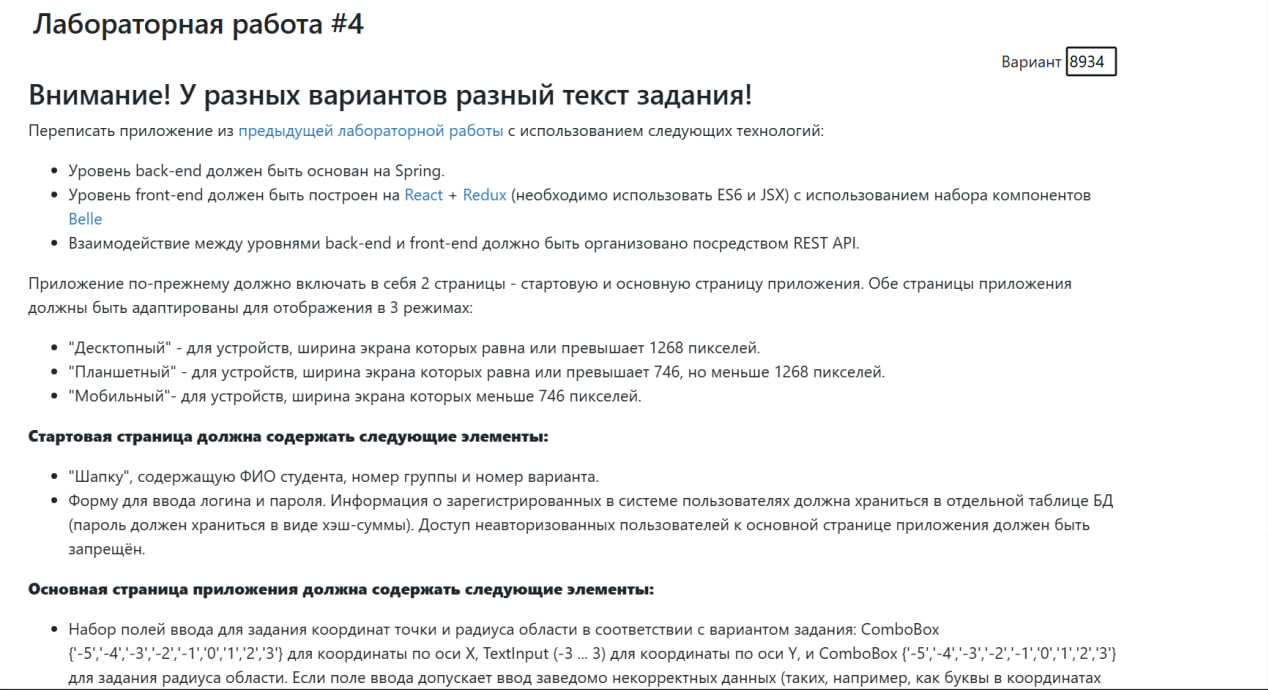 Лабораторная работа #4
Вариант 8934
Внимание! У разных вариантов разный текст задания!
Переписать приложение из предыдущей лабораторной работы с использованием следующих технологий:
• Уровень back-end должен быть основан на Spring.
• Уровень front-end должен быть построен на React + Redux (необходимо использовать ES6 и JSX) с использованием набора компонентов
Belle
• Взаимодействие между уровнями back-end и front-end должно быть организовано посредством REST API.
Приложение по-прежнему должно включать в себя 2 страницы - стартовую и основную страницу приложения. Обе страницы приложения
должны быть адаптированы для отображения в 3 режимах:
• "Десктопный" - для устройств, ширина экрана которых равна или превышает 1268 пикселей.
• "Планшетный" - для устройств, ширина экрана которых равна или превышает 746, но меньше 1268 пикселей.
• "Мобильный"- для устройств, ширина экрана которых меньше 746 пикселей.
Стартовая страница должна содержать следующие элементы:
• "Шапку", содержащую ФИО студента, номер группы и номер варианта.
• Форму для ввода логина и пароля. Информация о зарегистрированных в системе пользователях должна храниться в отдельной таблице БД
(пароль должен храниться в виде хэш-суммы). Доступ неавторизованных пользователей к основной странице приложения должен быть
запрещён.
Основная страница приложения должна содержать следующие элементы:
• Набор полей ввода для задания координат точки и радиуса области в соответствии с вариантом задания: ComboBox
{'-5','-4','-3','-2','-1','0','1','2','3'} для координаты по оси X, TextInput (-3 ... 3) для координаты по оси Y, и ComboBox {'-5','-4','-3','-2','-1','0','1','2','3'}
для задания радиуса области. Если поле ввода допускает ввод заведомо некорректных данных (таких, например, как буквы в координатах